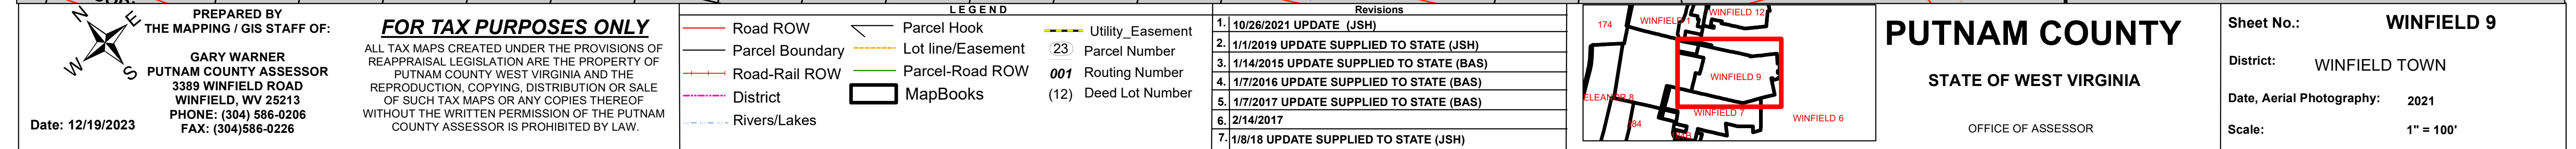 N
E
W
S
PREPARED BY
THE MAPPING / GIS STAFF OF:
GARY WARNER
PUTNAM COUNTY ASSESSOR
3389 WINFIELD ROAD
WINFIELD, WV 25213
PHONE: (304) 586-0206
FAX: (304)586-0226
Date: 12/19/2023
FOR TAX PURPOSES ONLY
ALL TAX MAPS CREATED UNDER THE PROVISIONS OF
REAPPRAISAL LEGISLATION ARE THE PROPERTY OF
PUTNAM COUNTY WEST VIRGINIA AND THE
REPRODUCTION, COPYING, DISTRIBUTION OR SALE
OF SUCH TAX MAPS OR ANY COPIES THEREOF
WITHOUT THE WRITTEN PERMISSION OF THE PUTNAM
COUNTY ASSESSOR IS PROHIBITED BY LAW.
LEGEND
Road ROW
Parcel Boundary
Road-Rail ROW
District
Rivers/Lakes
Parcel Hook
Lot line/Easement
Parcel-Road ROW
MapBooks
Utility_Easement
23 Parcel Number
001 Routing Number
(12) Deed Lot Number
Revisions
1. 10/26/2021 UPDATE (JSH)
2. 1/1/2019 UPDATE SUPPLIED TO STATE (JSH)
3. 1/14/2015 UPDATE SUPPLIED TO STATE (BAS)
4. 1/7/2016 UPDATE SUPPLIED TO STATE (BAS)
5. 1/7/2017 UPDATE SUPPLIED TO STATE (BAS)
6. 2/14/2017
7. 1/8/18 UPDATE SUPPLIED TO STATE (JSH)
174
WINFIELD 1
WINFIELD 12
WINFIELD 9
ELEANOR 8
WINFIELD 7
WINFIELD 6
PUTNAM COUNTY
STATE OF WEST VIRGINIA
OFFICE OF ASSESSOR
Sheet No.: WINFIELD 9
District: WINFIELD TOWN
Date, Aerial Photography: 2021
Scale: 1" = 100'